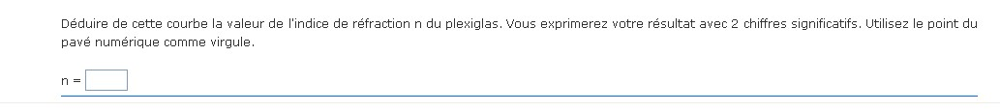 Déduire de cette courbe la valeur de l'indice de réfraction n du plexiglas. Vous exprimerez votre résultat avec 2 chiffres significatifs. Utilisez le point du
pavé numérique comme virgule.
n =